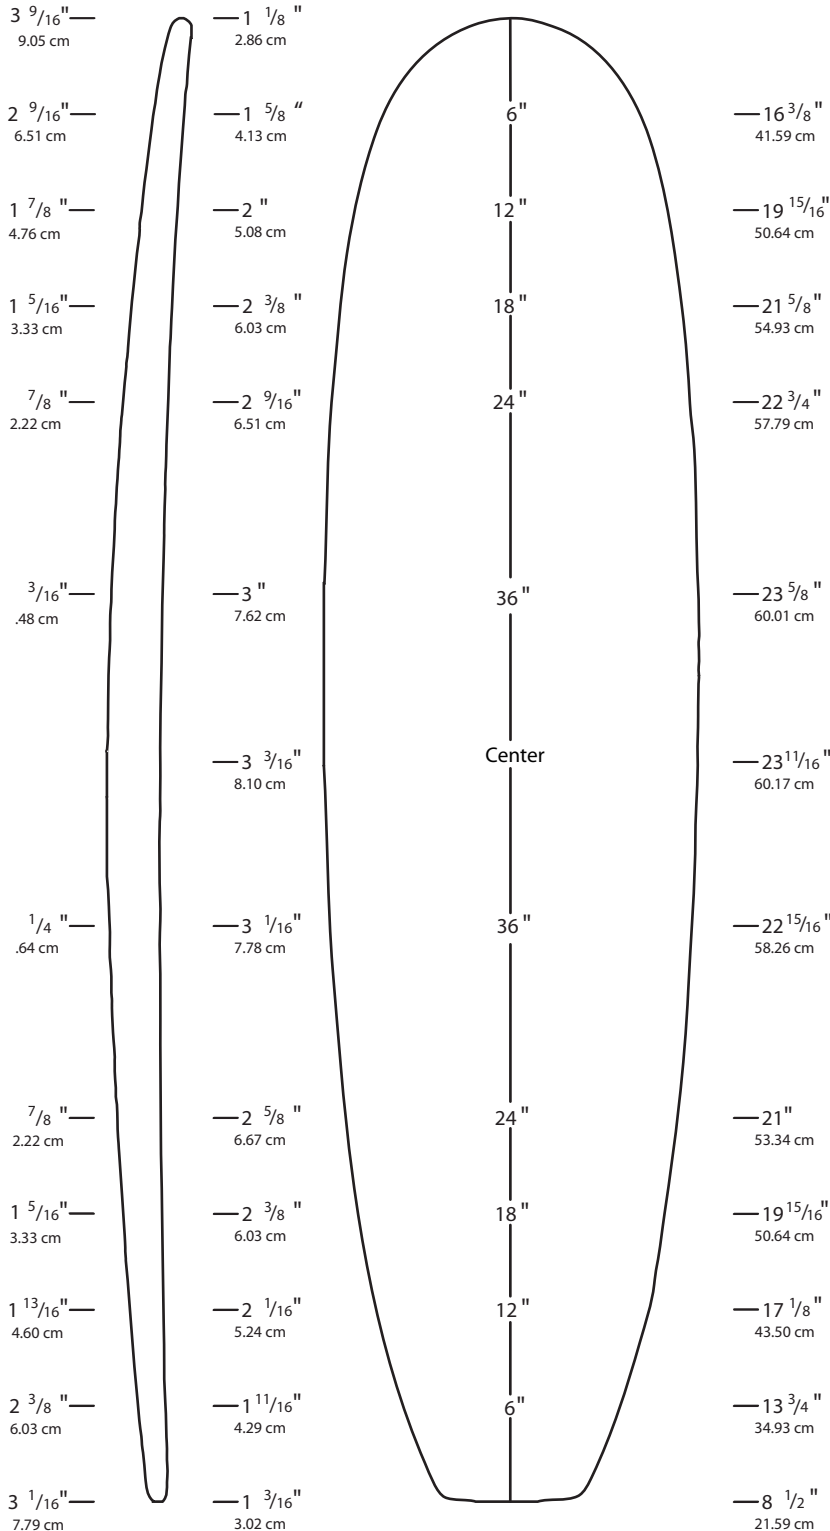 3 9/16" 1 1/8 "
9.05 cm 2.86 cm
2 9/16" 1 5/8 “ 6" 16 3/8 "
6.51 cm 4.13 cm 41.59 cm
1 7/8 " 2 " 12" 19 15/16"
4.76 cm 5.08 cm 50.64 cm
1 5/16" 2 3/8 " 18" 21 5/8 "
3.33 cm 6.03 cm 54.93 cm
7/8 " 2 9/16" 24" 22 3/4 "
2.22 cm 6.51 cm 57.79 cm
3/16" 3 " 36" 23 5/8 "
.48 cm 7.62 cm 60.01 cm
3 3/16" Center 23 11/16"
8.10 cm 60.17 cm
1/4 " 3 1/16" 36" 22 15/16"
.64 cm 7.78 cm 58.26 cm
7/8 " 2 5/8 " 24" 21"
2.22 cm 6.67 cm 53.34 cm
1 5/16" 2 3/8 " 18" 19 15/16"
3.33 cm 6.03 cm 50.64 cm
1 13/16" 2 1/16" 12" 17 1/8 "
4.60 cm 5.24 cm 43.50 cm
2 3/8 " 1 11/16" 6" 13 3/4 "
6.03 cm 4.29 cm 34.93 cm
3 1/16" 1 3/16" 8 1/2 "
7.79 cm 3.02 cm 21.59 cm